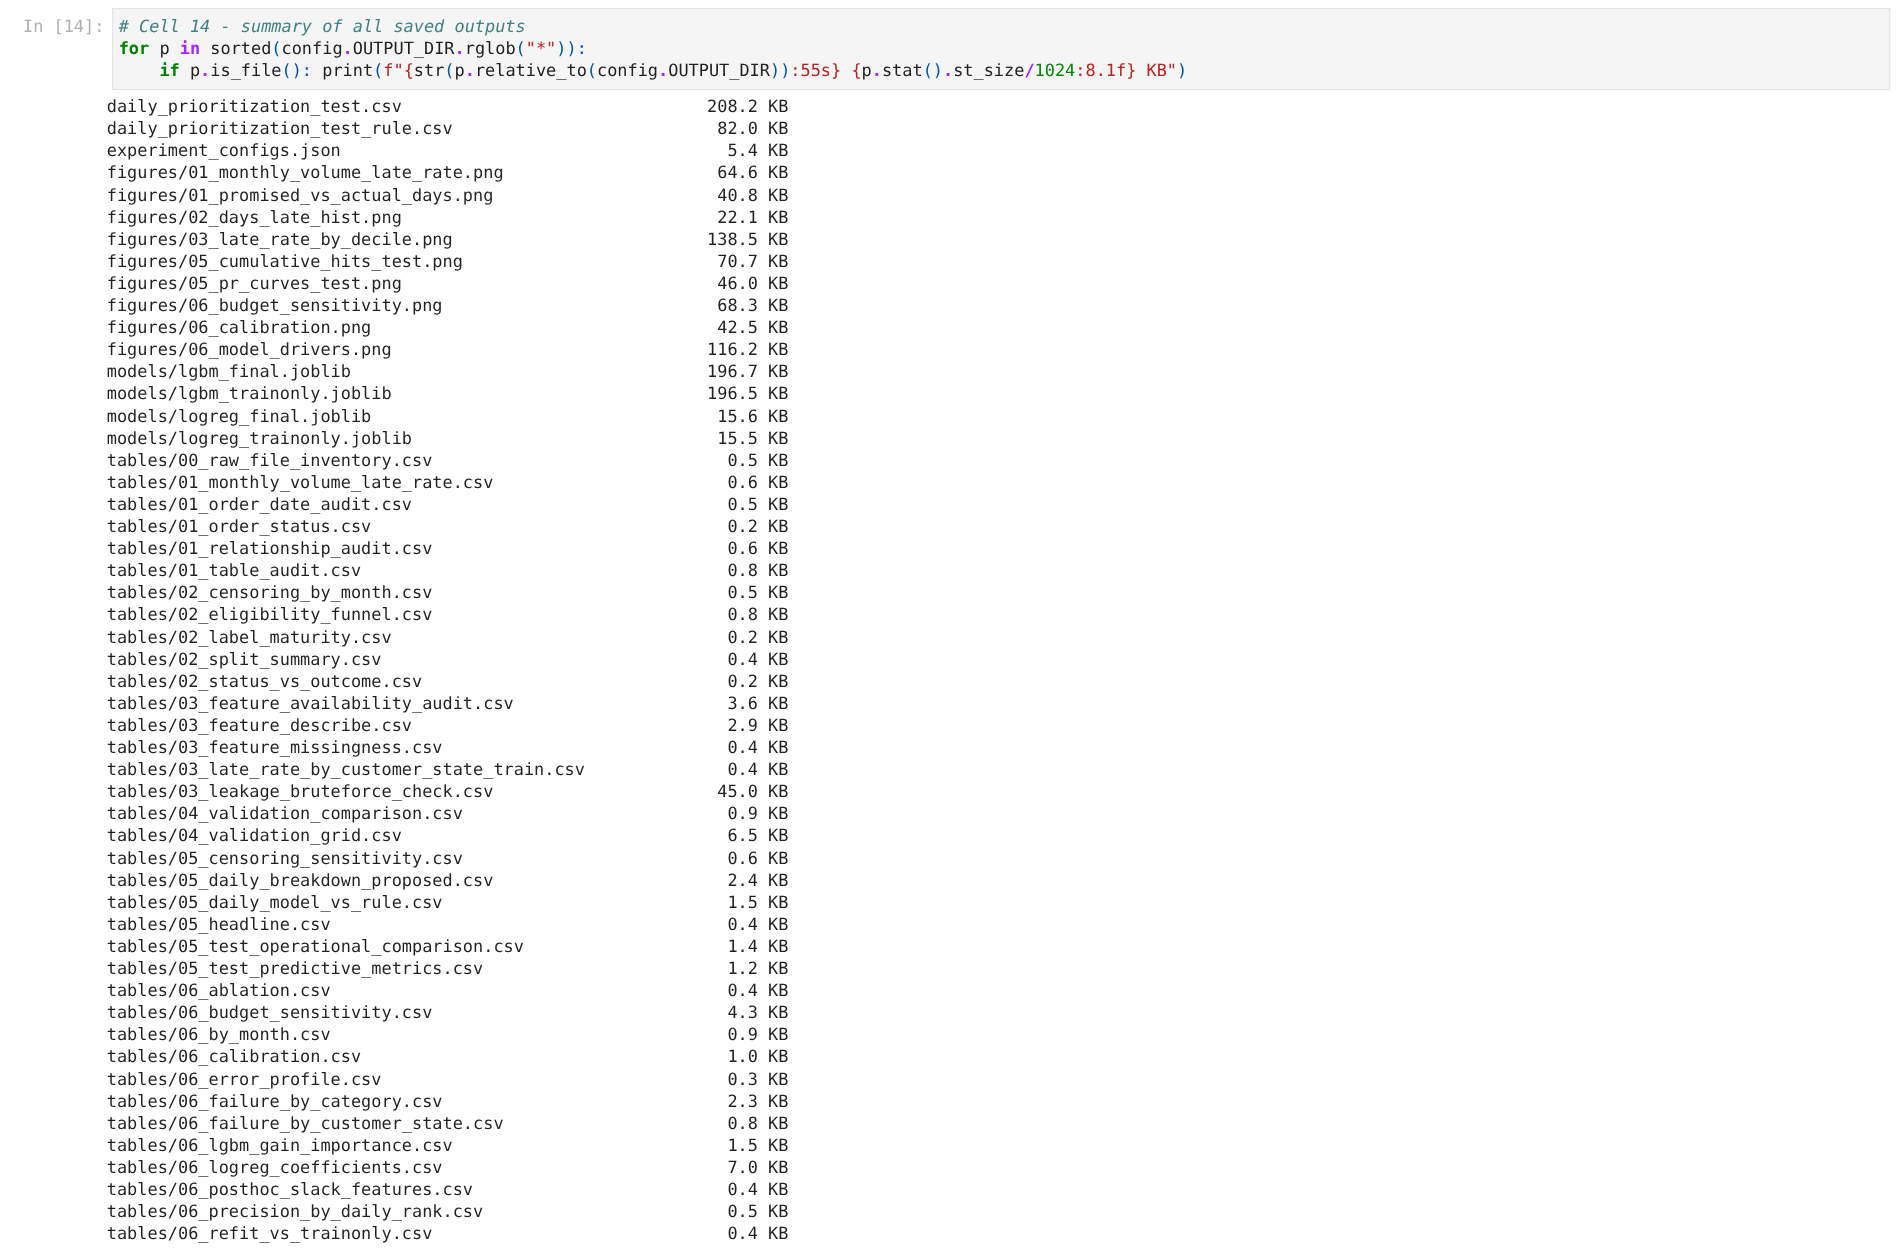 In [14]: # Cell 14 - summary of all saved outputs
for p in sorted(config.OUTPUT_DIR.rglob("*")):
    if p.is_file(): print(f"{str(p.relative_to(config.OUTPUT_DIR)):55s} {p.stat().st_size/1024:8.1f} KB")
daily_prioritization_test.csv 208.2 KB
daily_prioritization_test_rule.csv 82.0 KB
experiment_configs.json 5.4 KB
figures/01_monthly_volume_late_rate.png 64.6 KB
figures/01_promised_vs_actual_days.png 40.8 KB
figures/02_days_late_hist.png 22.1 KB
figures/03_late_rate_by_decile.png 138.5 KB
figures/05_cumulative_hits_test.png 70.7 KB
figures/05_pr_curves_test.png 46.0 KB
figures/06_budget_sensitivity.png 68.3 KB
figures/06_calibration.png 42.5 KB
figures/06_model_drivers.png 116.2 KB
models/lgbm_final.joblib 196.7 KB
models/lgbm_trainonly.joblib 196.5 KB
models/logreg_final.joblib 15.6 KB
models/logreg_trainonly.joblib 15.5 KB
tables/00_raw_file_inventory.csv 0.5 KB
tables/01_monthly_volume_late_rate.csv 0.6 KB
tables/01_order_date_audit.csv 0.5 KB
tables/01_order_status.csv 0.2 KB
tables/01_relationship_audit.csv 0.6 KB
tables/01_table_audit.csv 0.8 KB
tables/02_censoring_by_month.csv 0.5 KB
tables/02_eligibility_funnel.csv 0.8 KB
tables/02_label_maturity.csv 0.2 KB
tables/02_split_summary.csv 0.4 KB
tables/02_status_vs_outcome.csv 0.2 KB
tables/03_feature_availability_audit.csv 3.6 KB
tables/03_feature_describe.csv 2.9 KB
tables/03_feature_missingness.csv 0.4 KB
tables/03_late_rate_by_customer_state_train.csv 0.4 KB
tables/03_leakage_bruteforce_check.csv 45.0 KB
tables/04_validation_comparison.csv 0.9 KB
tables/04_validation_grid.csv 6.5 KB
tables/05_censoring_sensitivity.csv 0.6 KB
tables/05_daily_breakdown_proposed.csv 2.4 KB
tables/05_daily_model_vs_rule.csv 1.5 KB
tables/05_headline.csv 0.4 KB
tables/05_test_operational_comparison.csv 1.4 KB
tables/05_test_predictive_metrics.csv 1.2 KB
tables/06_ablation.csv 0.4 KB
tables/06_budget_sensitivity.csv 4.3 KB
tables/06_by_month.csv 0.9 KB
tables/06_calibration.csv 1.0 KB
tables/06_error_profile.csv 0.3 KB
tables/06_failure_by_category.csv 2.3 KB
tables/06_failure_by_customer_state.csv 0.8 KB
tables/06_lgbm_gain_importance.csv 1.5 KB
tables/06_logreg_coefficients.csv 7.0 KB
tables/06_posthoc_slack_features.csv 0.4 KB
tables/06_precision_by_daily_rank.csv 0.5 KB
tables/06_refit_vs_trainonly.csv 0.4 KB